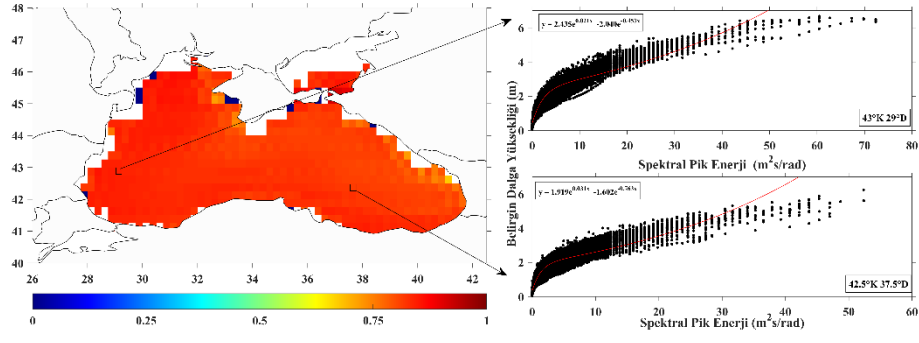 48
47
46
45
44
43
42
41
40
26 28 30 32 34 36 38 40 42
0 0.25 0.5 0.75 1
Belirgin Dalga Yüksekliği (m)
6
4
2
0
0 10 20 30 40 50 60 70 80
43°K 29°D
Spektral Pik Enerji (m²s/rad)
6
4
2
0
0 10 20 30 40 50 60
42.5°K 37.5°D
Spektral Pik Enerji (m²s/rad)